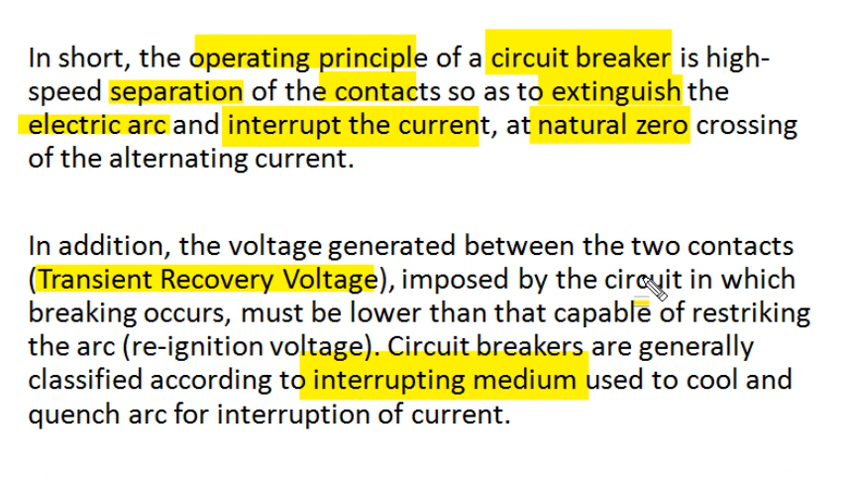 In short, the operating principle of a circuit breaker is high-
speed separation of the contacts so as to extinguish the
electric arc and interrupt the current, at natural zero crossing
of the alternating current.
In addition, the voltage generated between the two contacts
(Transient Recovery Voltage), imposed by the circuit in which
breaking occurs, must be lower than that capable of restriking
the arc (re-ignition voltage). Circuit breakers are generally
classified according to interrupting medium used to cool and
quench arc for interruption of current.